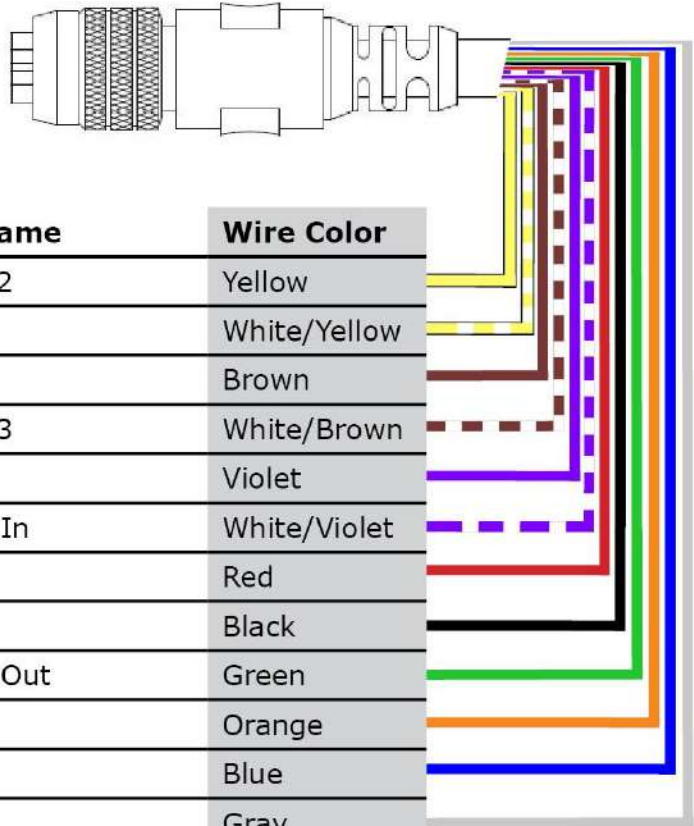 ame Wire Color
2 Yellow
White/Yellow
Brown
3 White/Brown
Violet
In White/Violet
Red
Black
Out Green
Orange
Blue
Gray